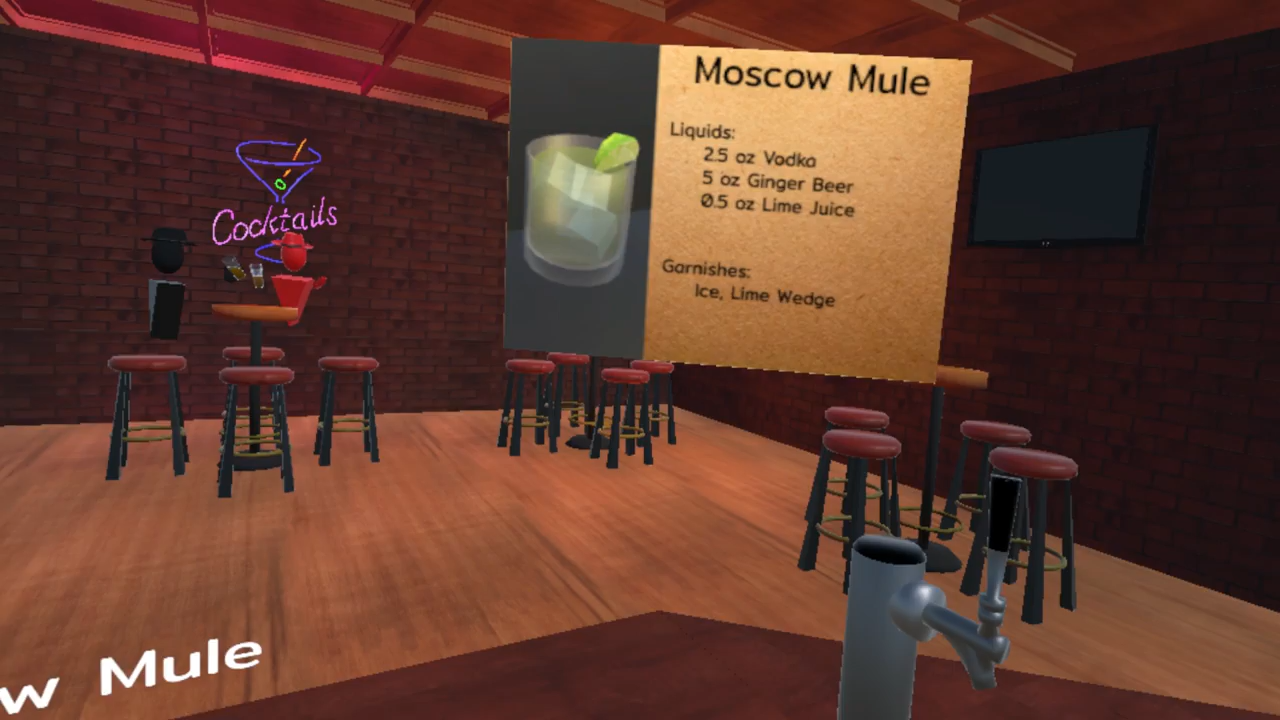 Moscow Mule
Liquids:
2.5 oz Vodka
5 oz Ginger Beer
0.5 oz Lime Juice
Garnishes:
Ice, Lime Wedge
Cocktails
w Mule